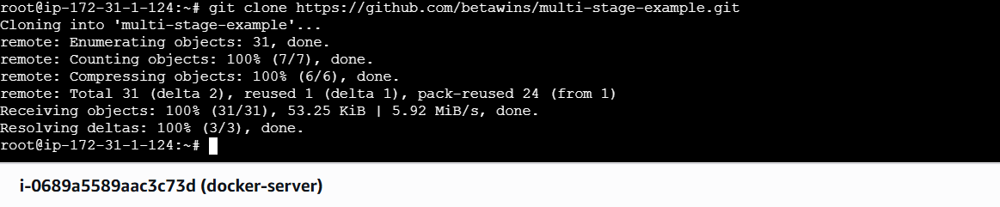 root@ip-172-31-1-124:~# git clone https://github.com/betawins/multi-stage-example.git
Cloning into 'multi-stage-example'...
remote: Enumerating objects: 31, done.
remote: Counting objects: 100% (7/7), done.
remote: Compressing objects: 100% (6/6), done.
remote: Total 31 (delta 2), reused 1 (delta 1), pack-reused 24 (from 1)
Receiving objects: 100% (31/31), 53.25 KiB | 5.92 MiB/s, done.
Resolving deltas: 100% (3/3), done.
root@ip-172-31-1-124:~#
i-0689a5589aac3c73d (docker-server)